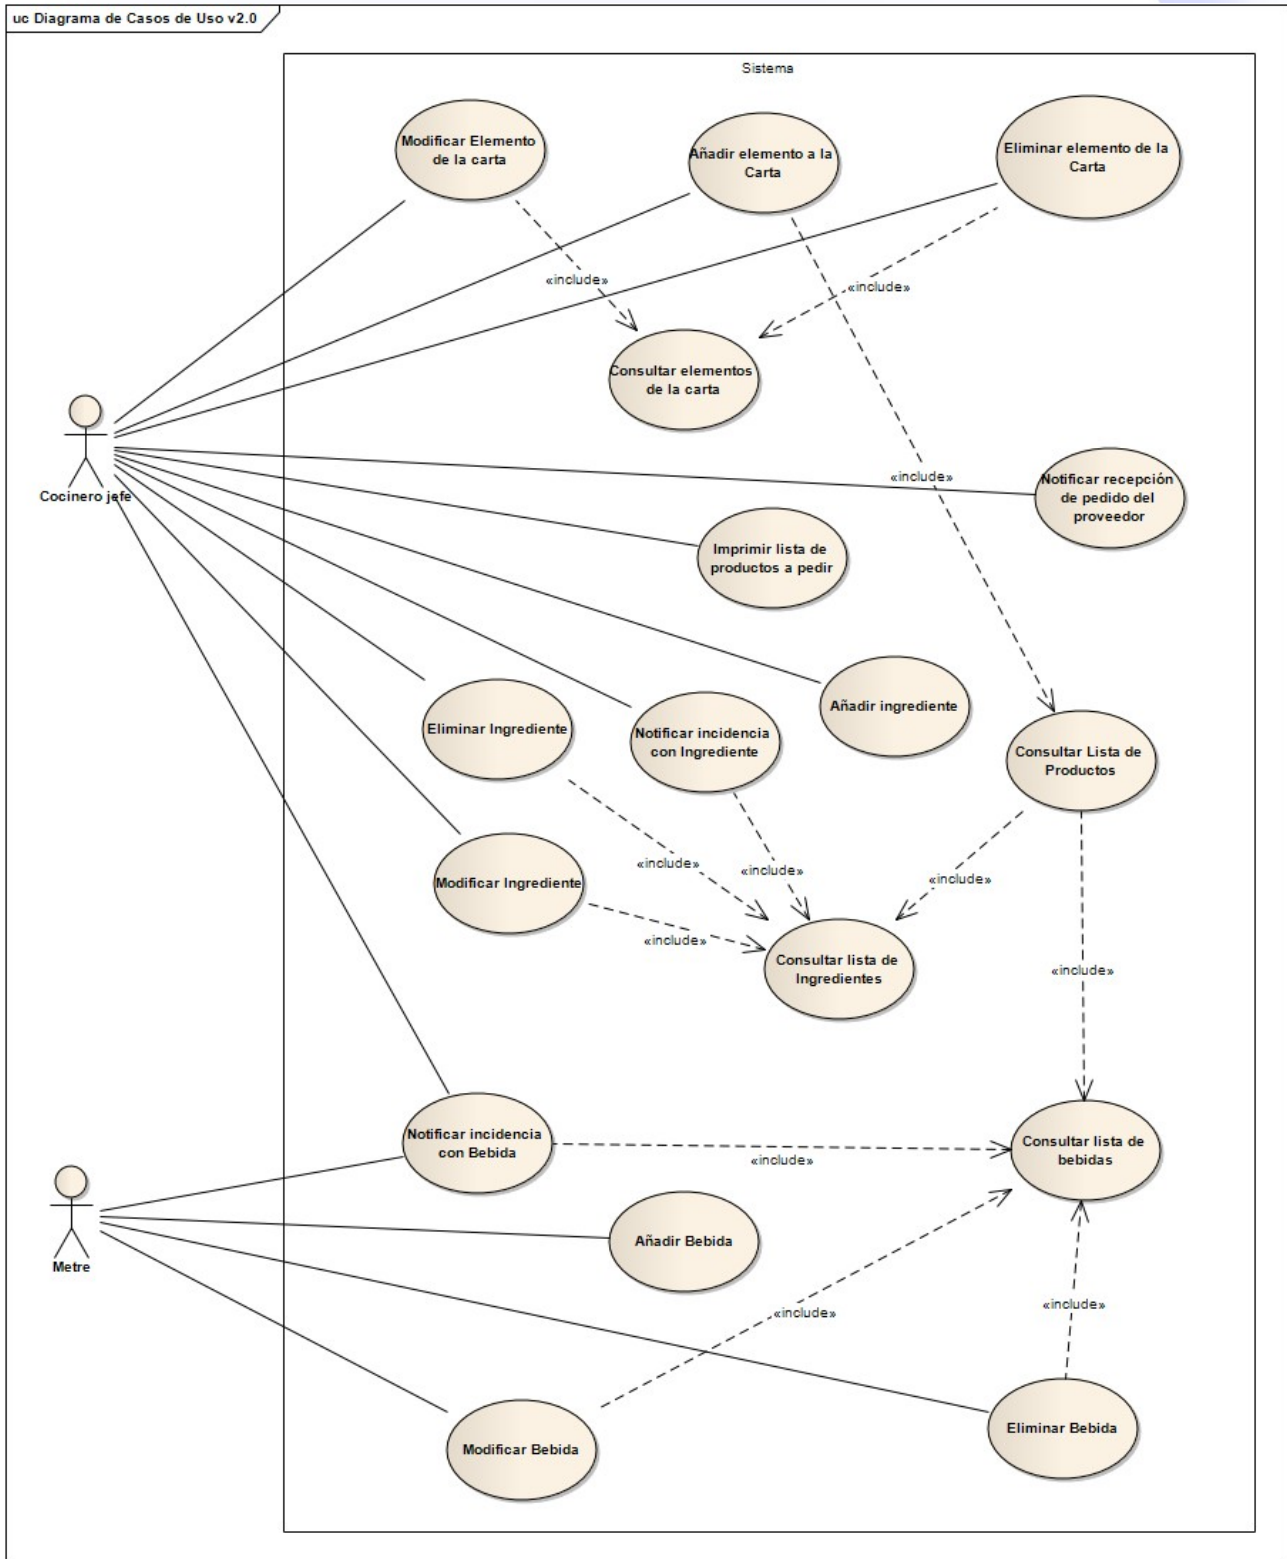 uc Diagrama de Casos de Uso v2.0
Sistema
Modificar Elemento
de la carta
Añadir elemento a la
Carta
Eliminar elemento de la
Carta
«include»
«include»
Consultar elementos
de la carta
«include»
Notificar recepción
de pedido del
proveedor
Cocinero jefe
Imprimir lista de
productos a pedir
Eliminar Ingrediente
Notificar incidencia
con Ingrediente
Añadir ingrediente
Consultar Lista de
Productos
«include»
«include»
«include»
Modificar Ingrediente
«include»
Consultar lista de
Ingredientes
«include»
Notificar incidencia
con Bebida
«include»
Consultar lista de
bebidas
Metre
Añadir Bebida
«include»
«include»
Modificar Bebida
Eliminar Bebida